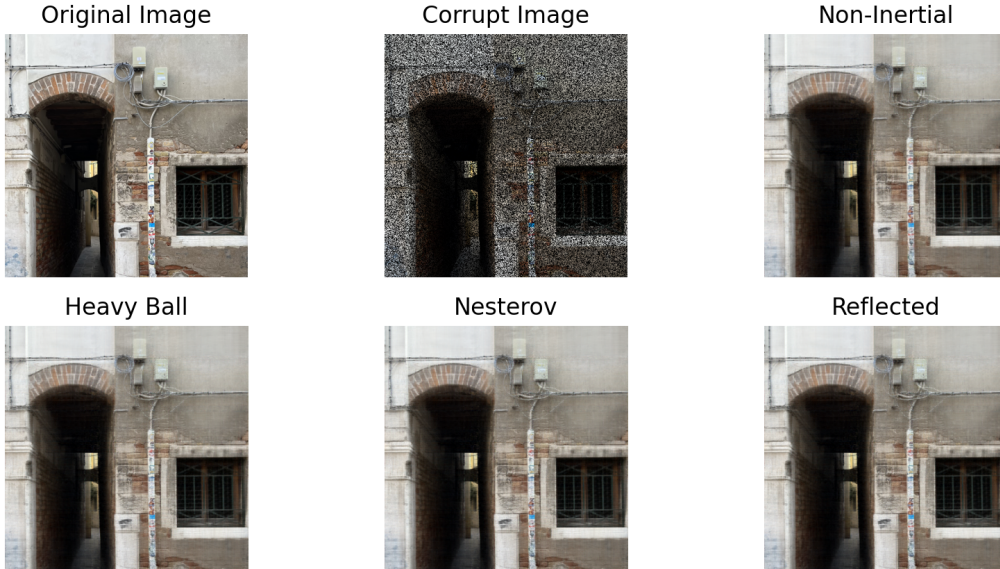 Original Image
Corrupt Image
Non-Inertial
Heavy Ball
Nesterov
Reflected